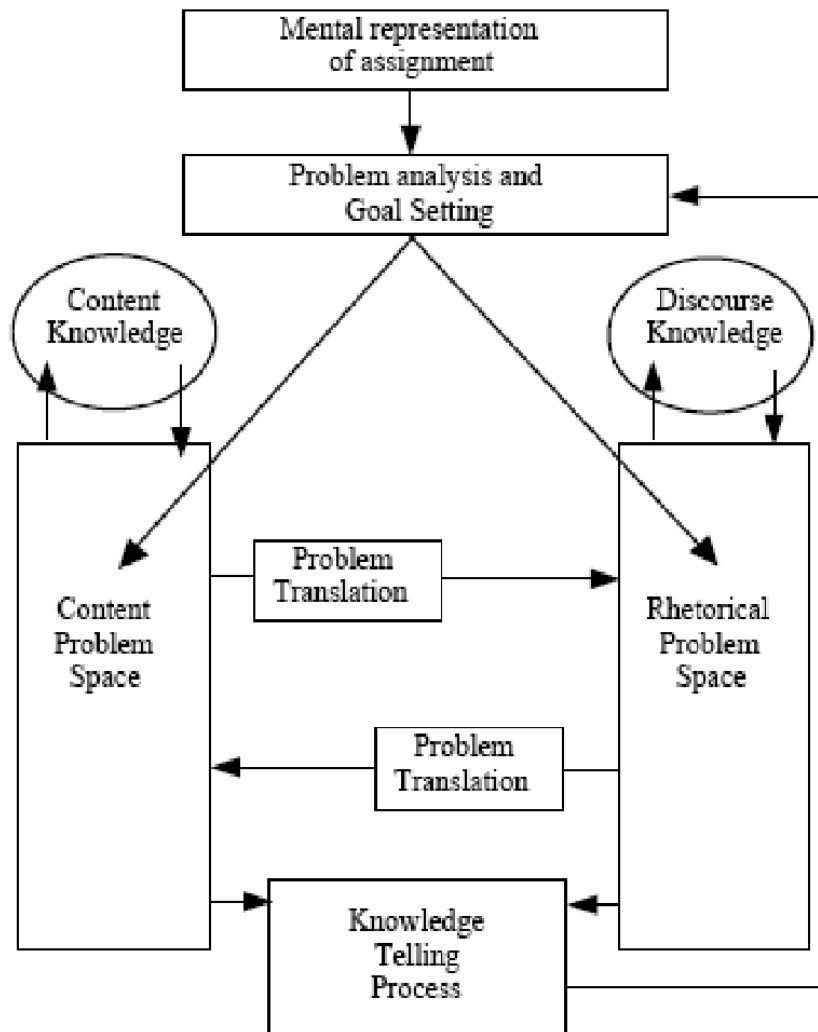 Mental representation
of assignment
Problem analysis and
Goal Setting
Content
Knowledge
Discourse
Knowledge
Problem
Translation
Content
Problem
Space
Rhetorical
Problem
Space
Problem
Translation
Knowledge
Telling
Process